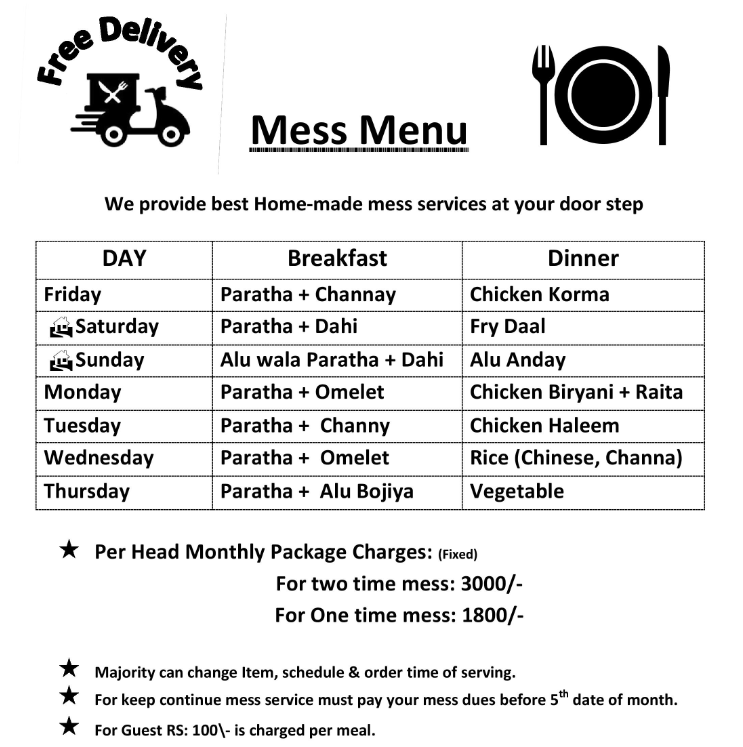 Free Delivery
Mess Menu
We provide best Home-made mess services at your door step
DAY Breakfast Dinner
Friday Paratha + Channay Chicken Korma
Saturday Paratha + Dahi Fry Daal
Sunday Alu wala Paratha + Dahi Alu Anday
Monday Paratha + Omelet Chicken Biryani + Raita
Tuesday Paratha + Channy Chicken Haleem
Wednesday Paratha + Omelet Rice (Chinese, Channa)
Thursday Paratha + Alu Bojiya Vegetable
★ Per Head Monthly Package Charges: (Fixed)
For two time mess: 3000/-
For One time mess: 1800/-
★ Majority can change Item, schedule & order time of serving.
★ For keep continue mess service must pay your mess dues before 5th date of month.
★ For Guest RS: 100\- is charged per meal.